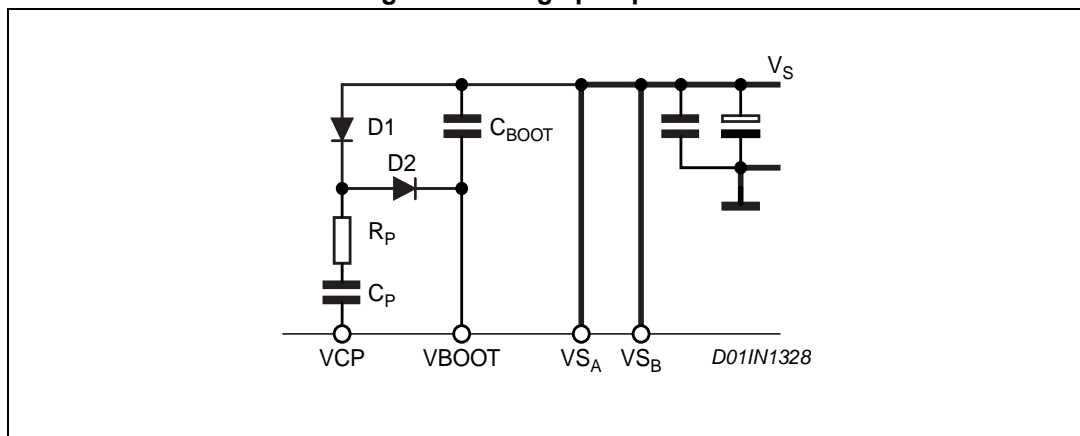 V_S
D1
C_BOOT
D2
R_P
C_P
VCP
VBOOT
VS_A
VS_B
D01IN1328